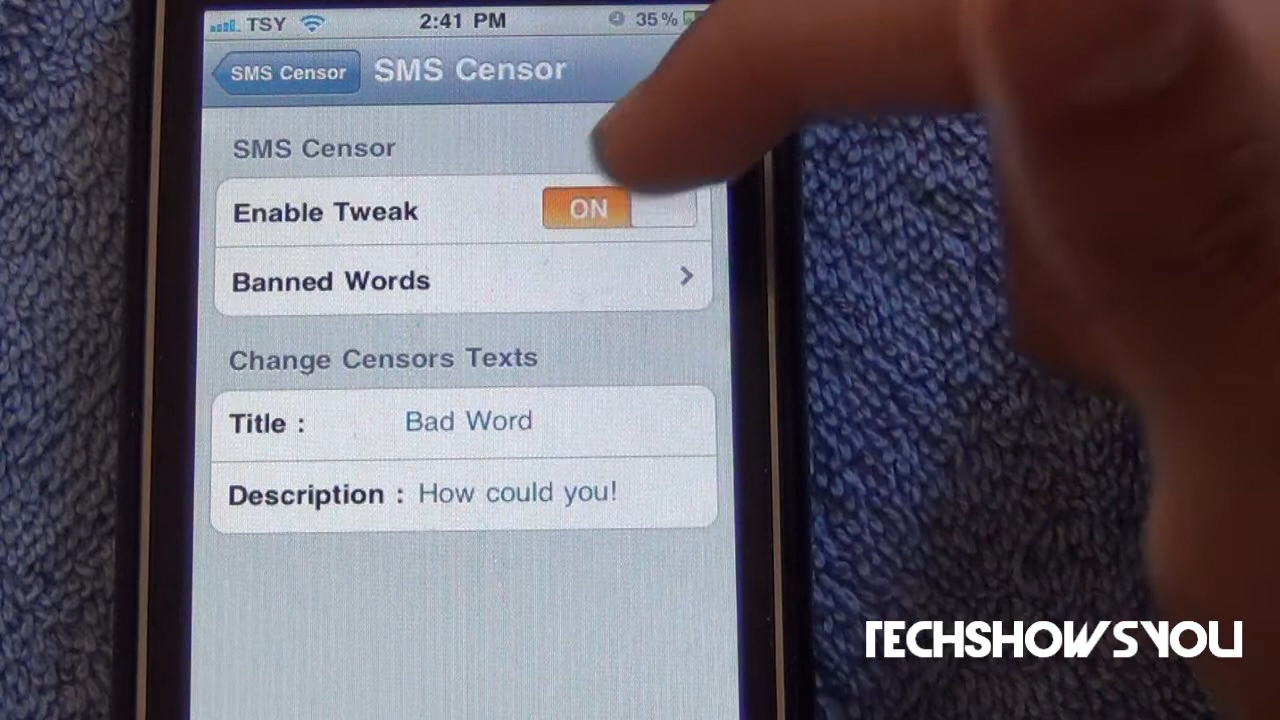 TSY 2:41 PM 35%
SMS Censor SMS Censor
SMS Censor
Enable Tweak ON
Banned Words
Change Censors Texts
Title : Bad Word
Description : How could you!
TECHSHOWSYOU